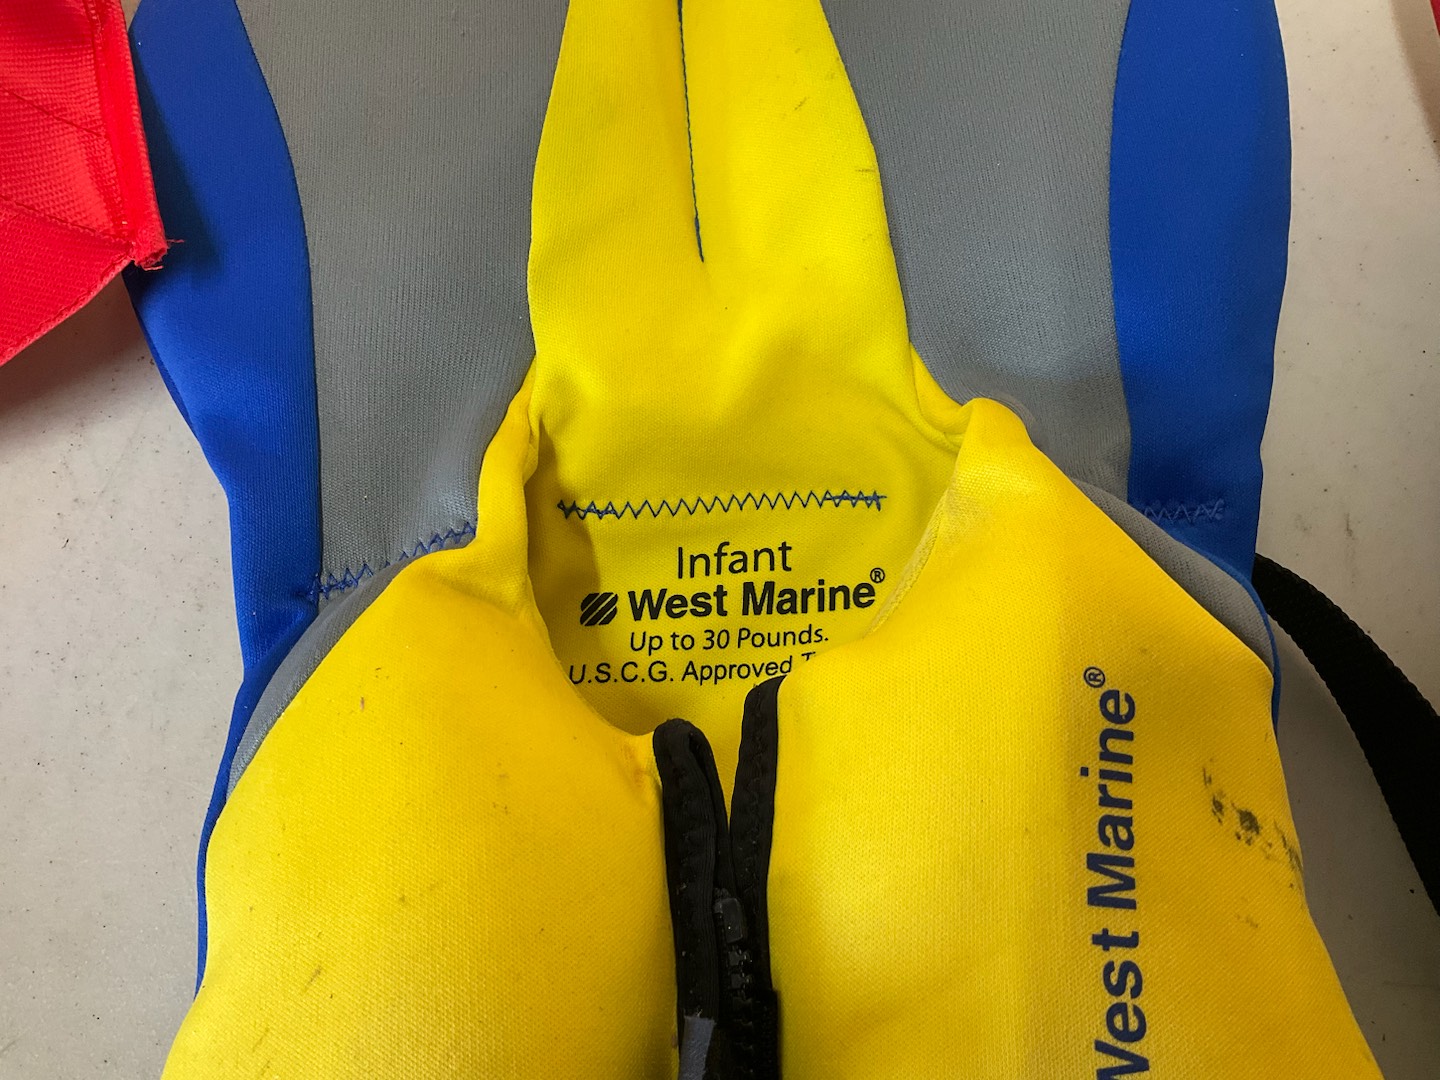 Infant
West Marine®
Up to 30 Pounds.
U.S.C.G. Approved
West Marine®